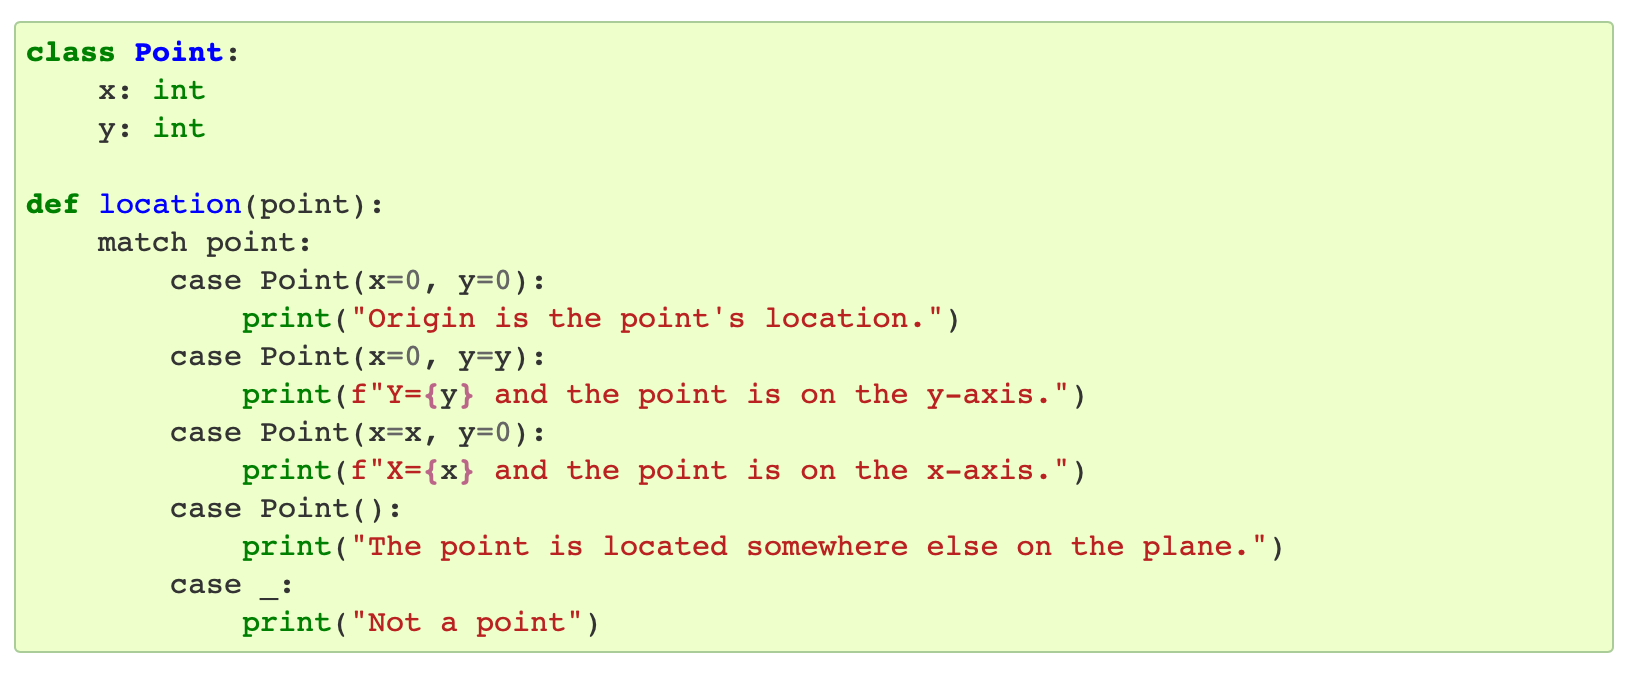 class Point:
    x: int
    y: int

def location(point):
    match point:
        case Point(x=0, y=0):
            print("Origin is the point's location.")
        case Point(x=0, y=y):
            print(f"Y={y} and the point is on the y-axis.")
        case Point(x=x, y=0):
            print(f"X={x} and the point is on the x-axis.")
        case Point():
            print("The point is located somewhere else on the plane.")
        case _:
            print("Not a point")